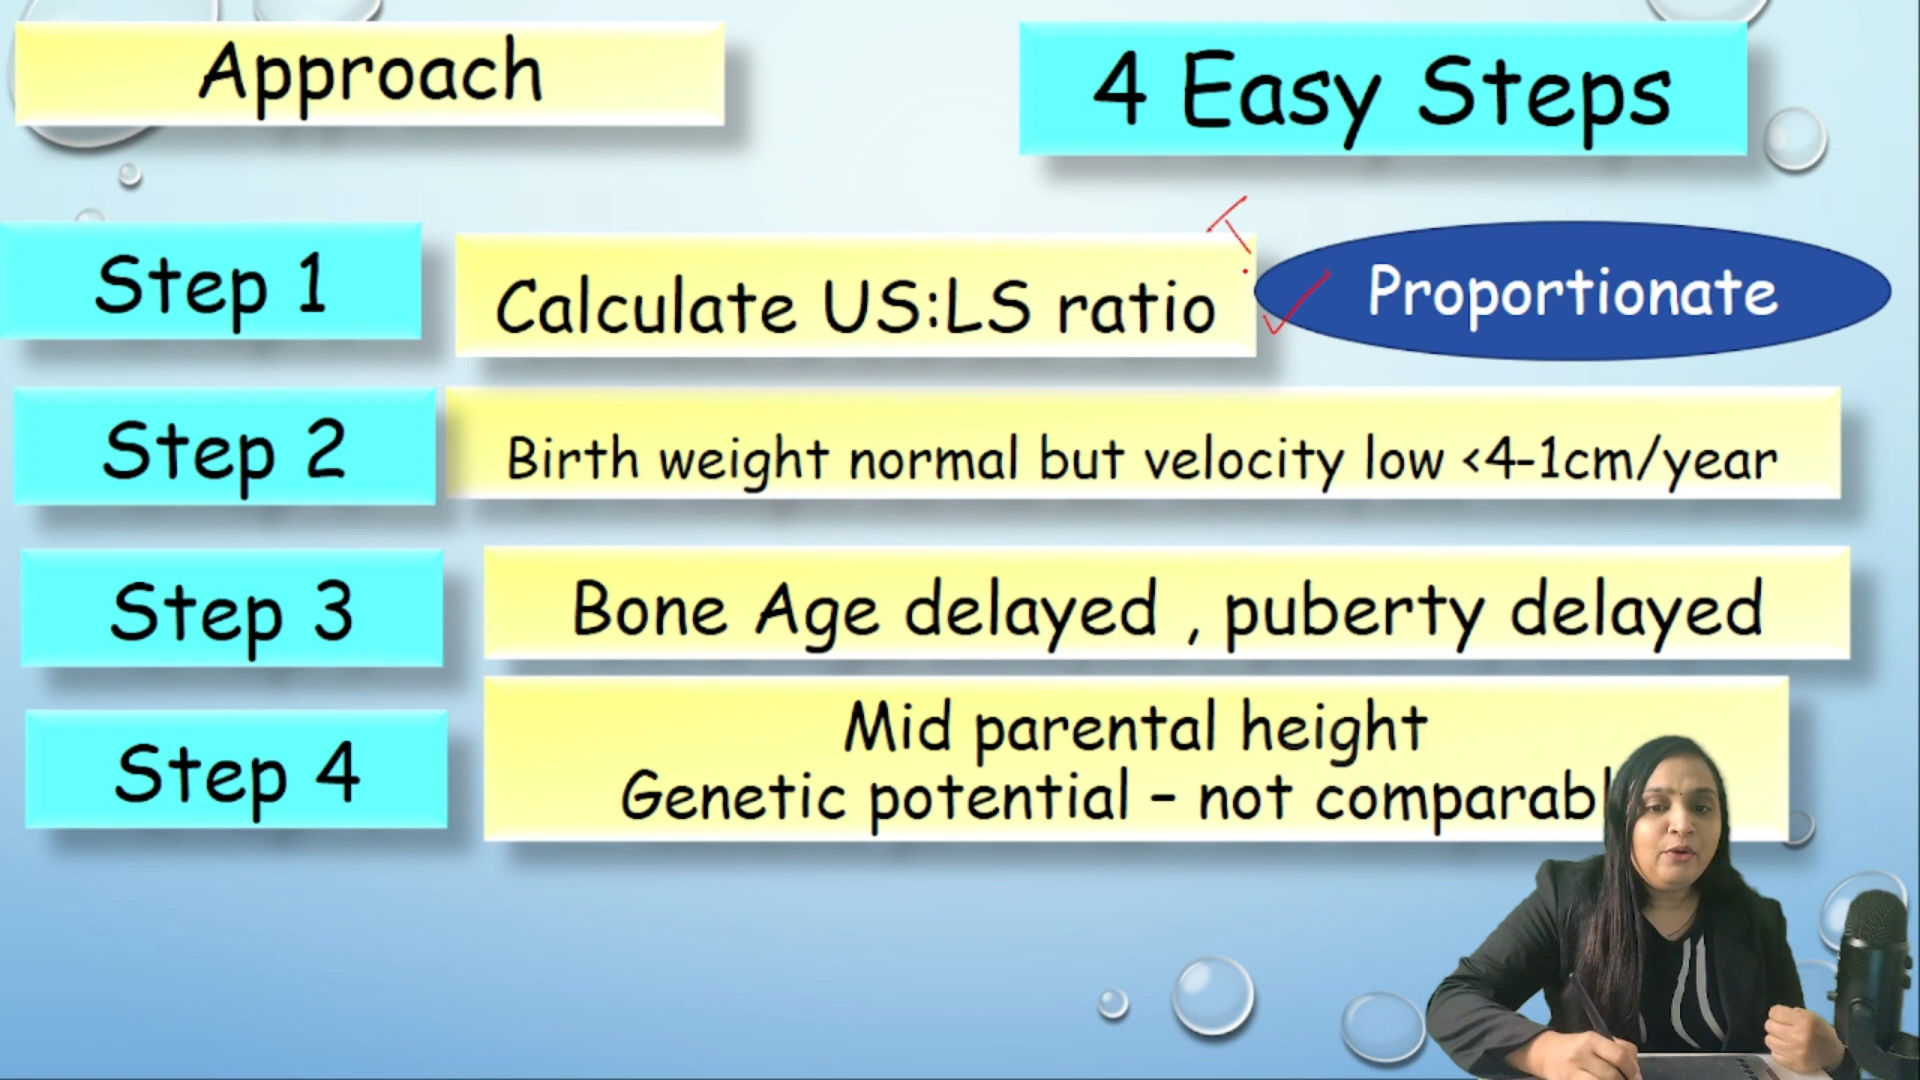 Approach
4 Easy Steps
Step 1
Calculate US:LS ratio
Proportionate
Step 2
Birth weight normal but velocity low <4-1cm/year
Step 3
Bone Age delayed , puberty delayed
Step 4
Mid parental height
Genetic potential – not